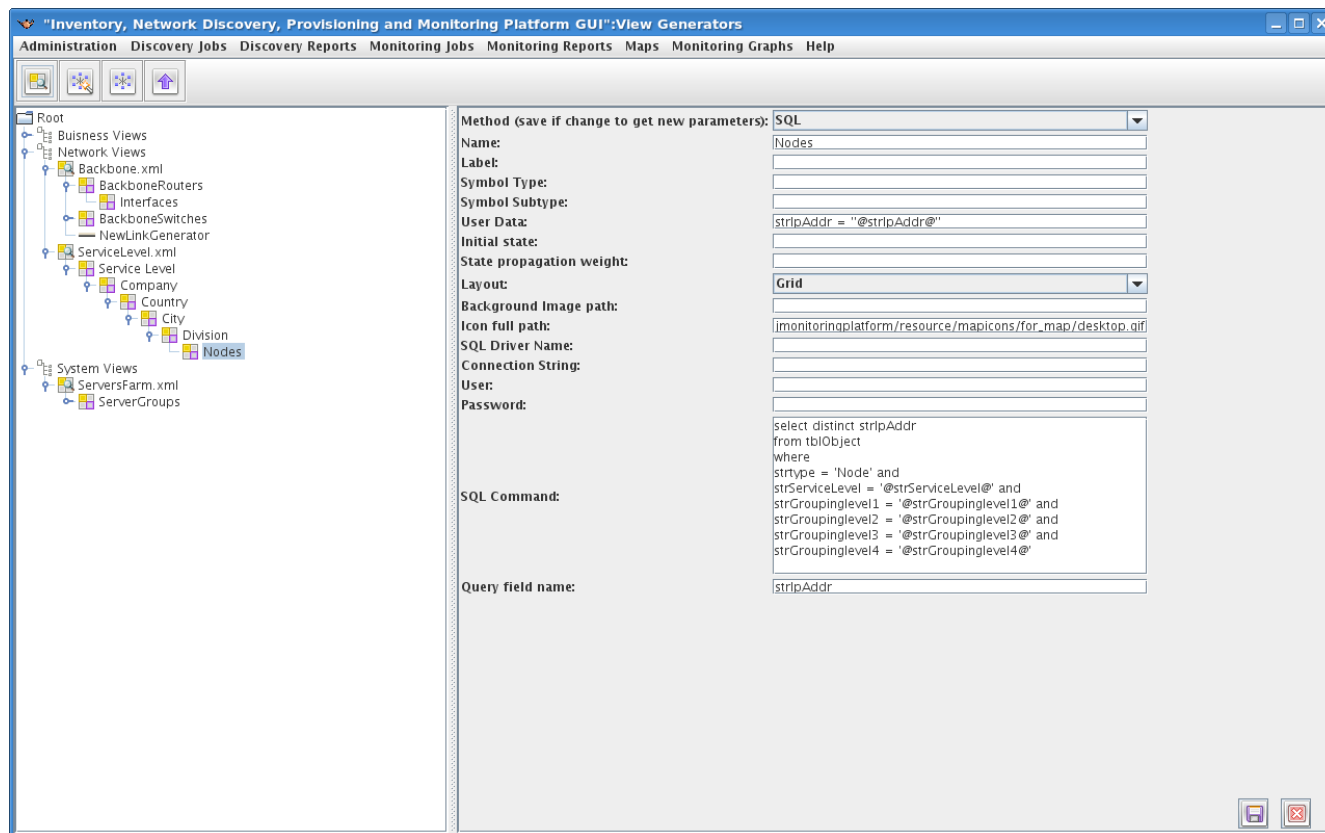 "Inventory, Network Discovery, Provisioning and Monitoring Platform GUI":View Generators
Administration Discovery Jobs Discovery Reports Monitoring Jobs Monitoring Reports Maps Monitoring Graphs Help
Root
Buisness Views
Network Views
Backbone.xml
BackboneRouters
Interfaces
BackboneSwitches
NewLinkGenerator
ServiceLevel.xml
Service Level
Company
Country
City
Division
Nodes
System Views
ServersFarm.xml
ServerGroups
Method (save if change to get new parameters): SQL
Name: Nodes
Label:
Symbol Type:
Symbol Subtype:
User Data: strIpAddr = "@strIpAddr@"
Initial state:
State propagation weight:
Layout: Grid
Background Image path:
Icon full path: jmonitoringplatform/resource/mapicons/for_map/desktop.gif
SQL Driver Name:
Connection String:
User:
Password:
SQL Command:
select distinct strIpAddr
from tblObject
where
strtype = 'Node' and
strServiceLevel = '@strServiceLevel@' and
strGroupinglevel1 = '@strGroupinglevel1@' and
strGroupinglevel2 = '@strGroupinglevel2@' and
strGroupinglevel3 = '@strGroupinglevel3@' and
strGroupinglevel4 = '@strGroupinglevel4@'
Query field name: strIpAddr